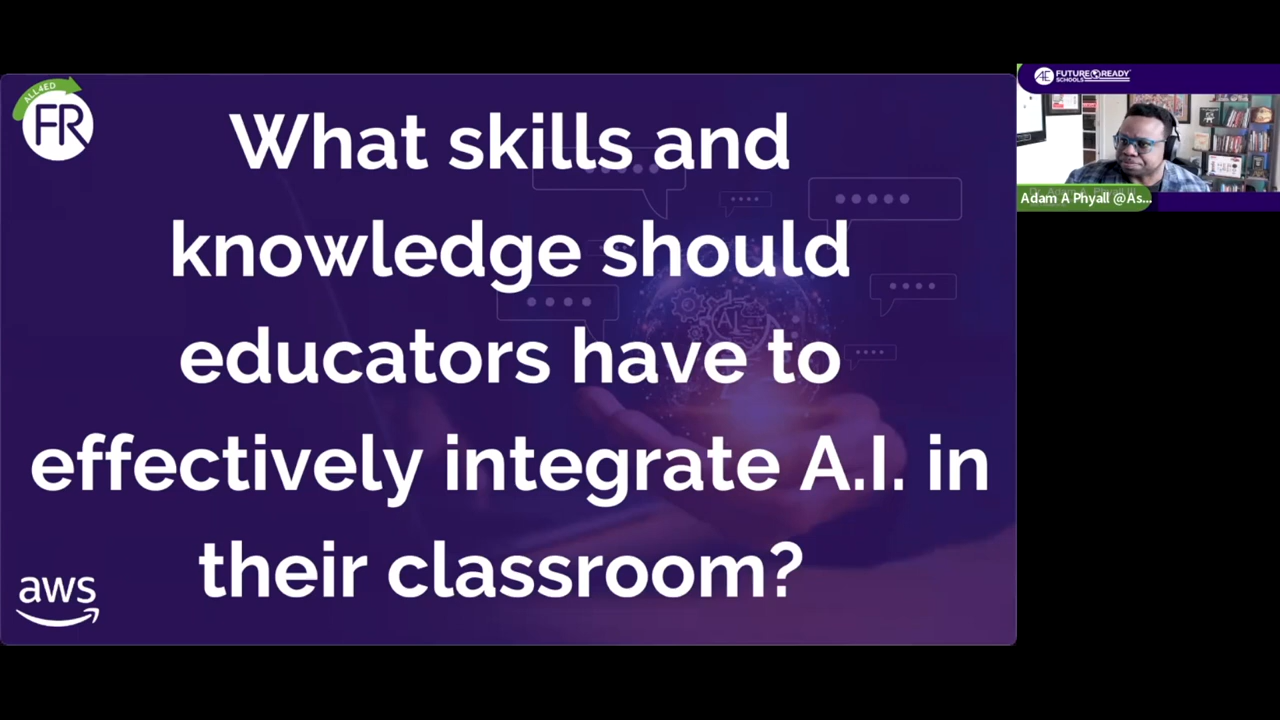 ALL4ED
FR
What skills and
knowledge should
educators have to
effectively integrate A.I. in
their classroom?
AI
aws
FUTURE READY
SCHOOLS
Adam A Phyall @As...